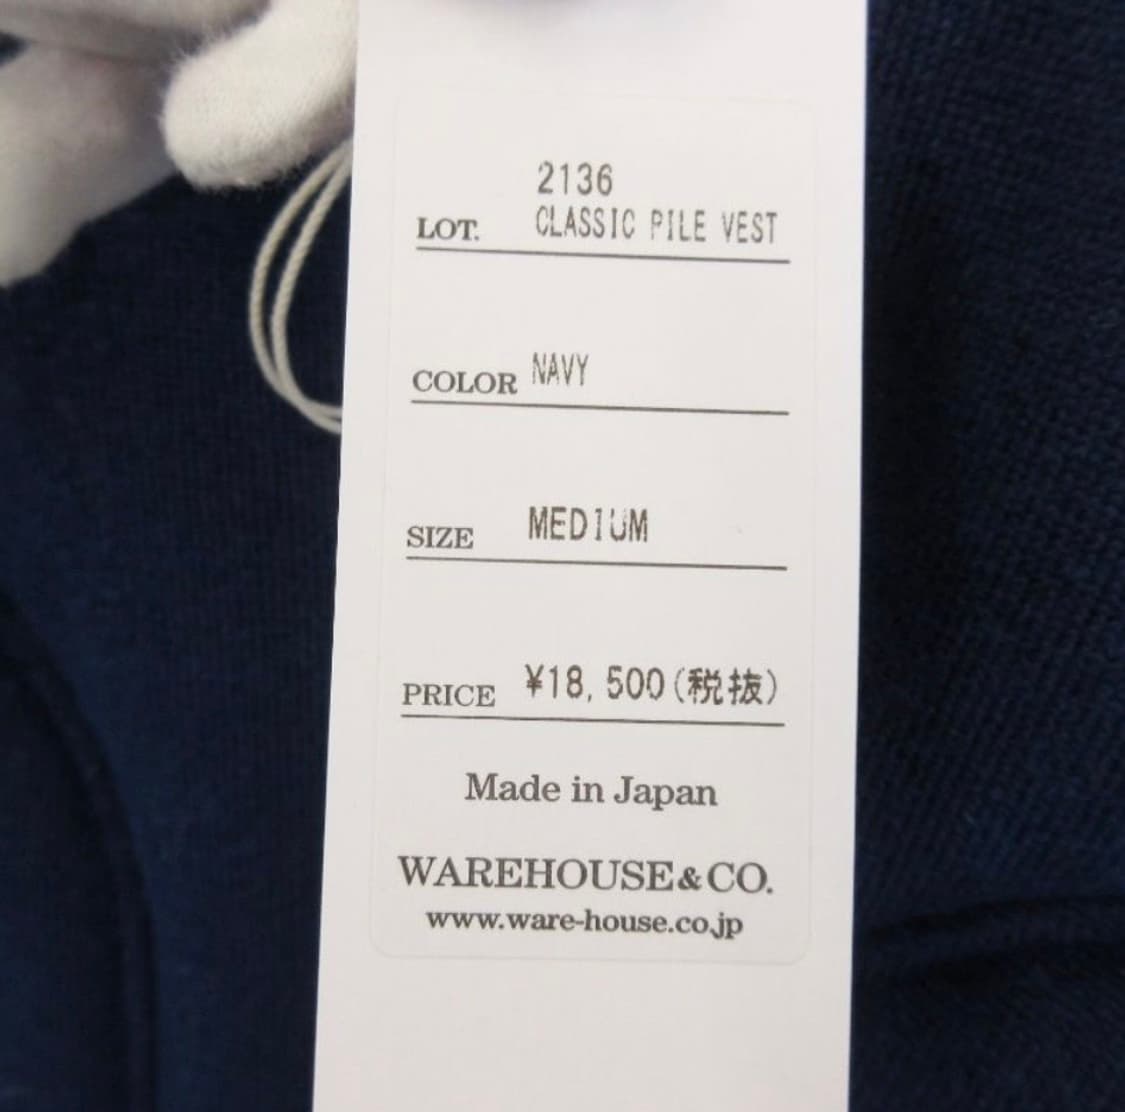 2136
LOT. CLASSIC PILE VEST
COLOR NAVY
SIZE MEDIUM
PRICE ¥18,500(税抜)
Made in Japan
WAREHOUSE&CO.
www.ware-house.co.jp